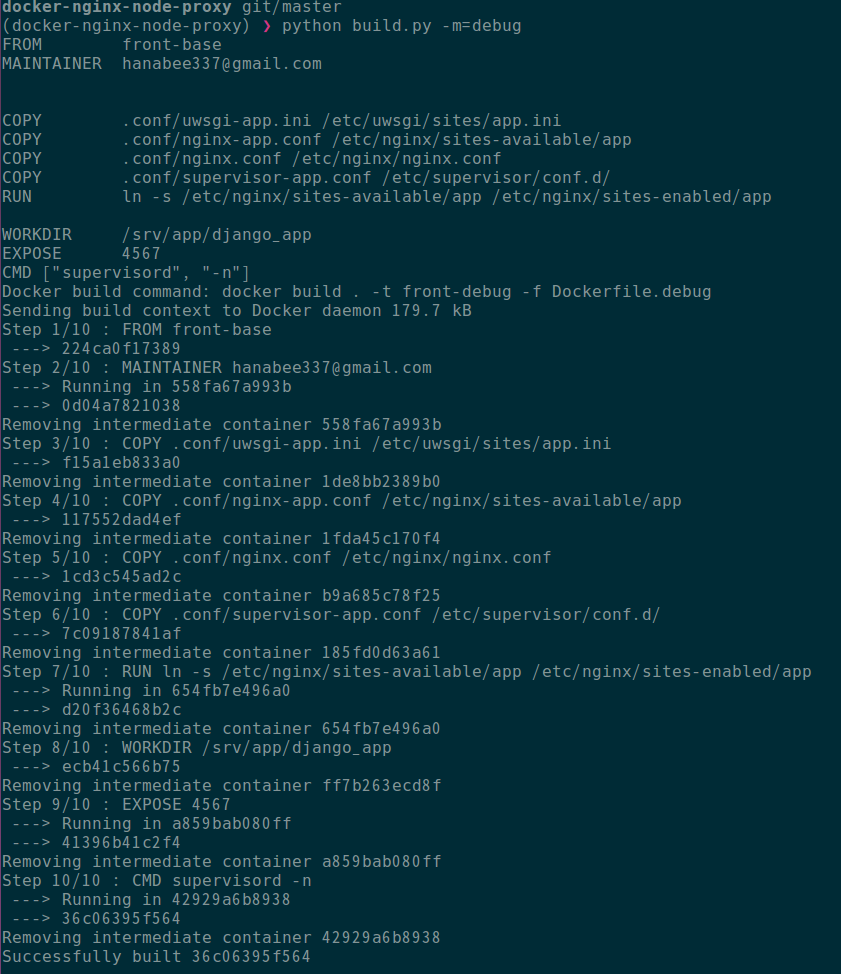 docker-nginx-node-proxy git/master
(docker-nginx-node-proxy) ❯ python build.py -m=debug
FROM        front-base
MAINTAINER  hanabee337@gmail.com
COPY        .conf/uwsgi-app.ini /etc/uwsgi/sites/app.ini
COPY        .conf/nginx-app.conf /etc/nginx/sites-available/app
COPY        .conf/nginx.conf /etc/nginx/nginx.conf
COPY        .conf/supervisor-app.conf /etc/supervisor/conf.d/
RUN         ln -s /etc/nginx/sites-available/app /etc/nginx/sites-enabled/app
WORKDIR     /srv/app/django_app
EXPOSE      4567
CMD ["supervisord", "-n"]
Docker build command: docker build . -t front-debug -f Dockerfile.debug
Sending build context to Docker daemon 179.7 kB
Step 1/10 : FROM front-base
 ---> 224ca0f17389
Step 2/10 : MAINTAINER hanabee337@gmail.com
 ---> Running in 558fa67a993b
 ---> 0d04a7821038
Removing intermediate container 558fa67a993b
Step 3/10 : COPY .conf/uwsgi-app.ini /etc/uwsgi/sites/app.ini
 ---> f15a1eb833a0
Removing intermediate container 1de8bb2389b0
Step 4/10 : COPY .conf/nginx-app.conf /etc/nginx/sites-available/app
 ---> 117552dad4ef
Removing intermediate container 1fda45c170f4
Step 5/10 : COPY .conf/nginx.conf /etc/nginx/nginx.conf
 ---> 1cd3c545ad2c
Removing intermediate container b9a685c78f25
Step 6/10 : COPY .conf/supervisor-app.conf /etc/supervisor/conf.d/
 ---> 7c09187841af
Removing intermediate container 185fd0d63a61
Step 7/10 : RUN ln -s /etc/nginx/sites-available/app /etc/nginx/sites-enabled/app
 ---> Running in 654fb7e496a0
 ---> d20f36468b2c
Removing intermediate container 654fb7e496a0
Step 8/10 : WORKDIR /srv/app/django_app
 ---> ecb41c566b75
Removing intermediate container ff7b263ecd8f
Step 9/10 : EXPOSE 4567
 ---> Running in a859bab080ff
 ---> 41396b41c2f4
Removing intermediate container a859bab080ff
Step 10/10 : CMD supervisord -n
 ---> Running in 42929a6b8938
 ---> 36c06395f564
Removing intermediate container 42929a6b8938
Successfully built 36c06395f564